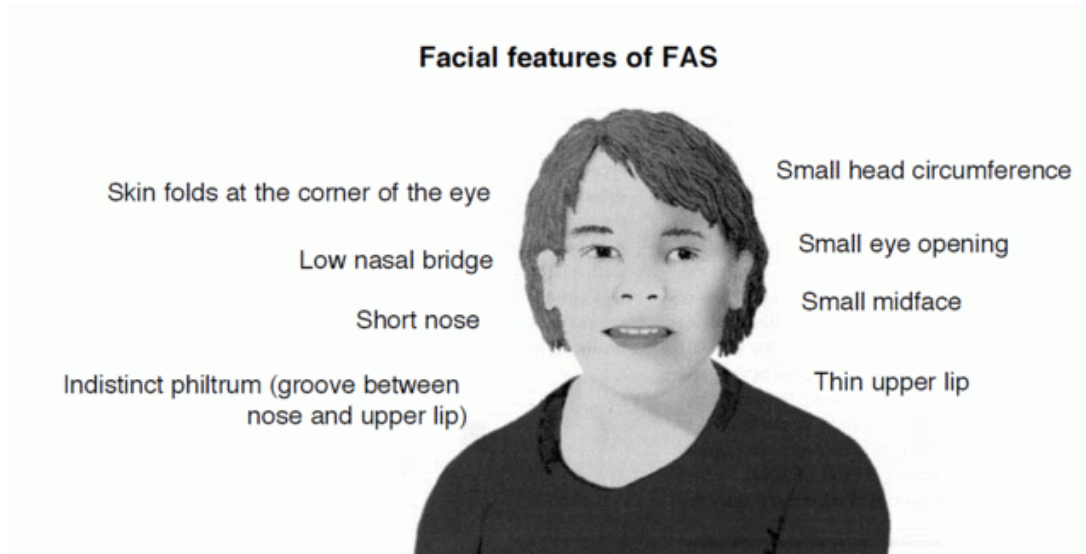 Facial features of FAS
Skin folds at the corner of the eye
Low nasal bridge
Short nose
Indistinct philtrum (groove between
nose and upper lip)
Small head circumference
Small eye opening
Small midface
Thin upper lip